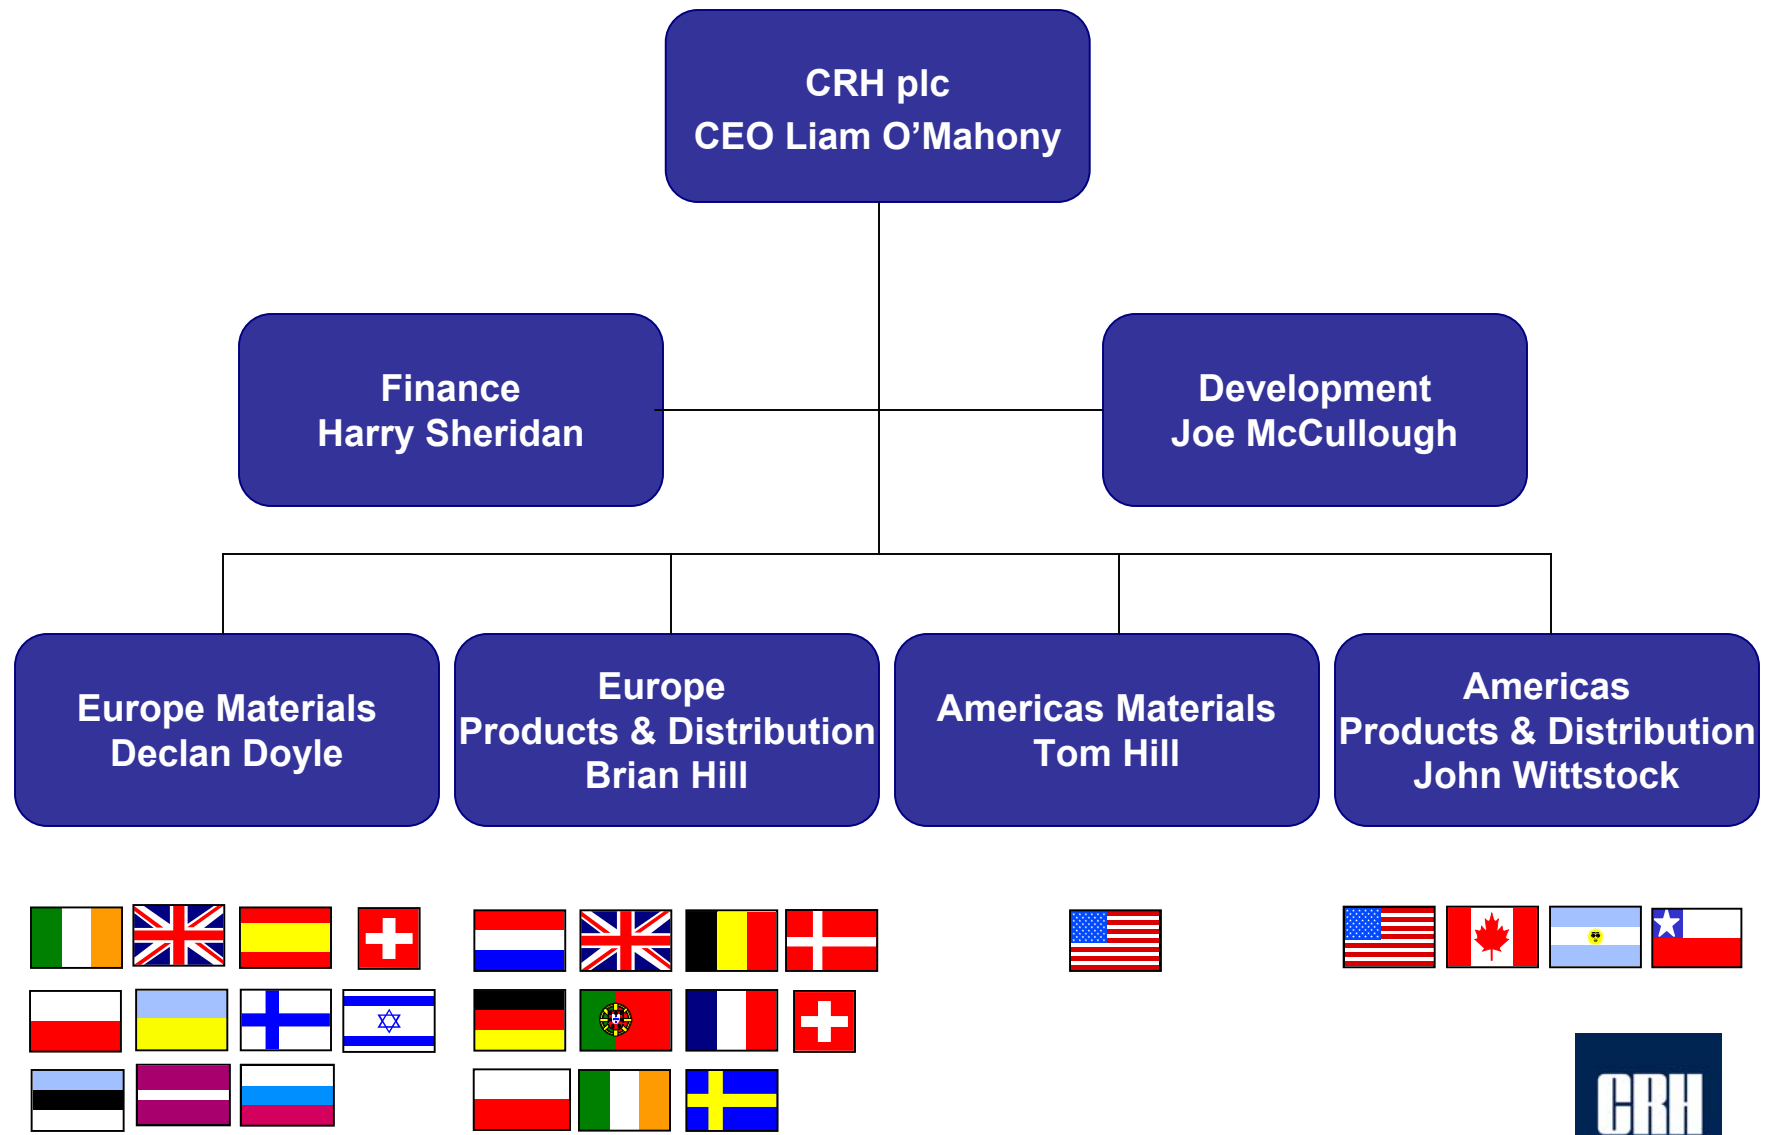 CRH plc
CEO Liam O’Mahony
Finance
Harry Sheridan
Development
Joe McCullough
Europe Materials
Declan Doyle
Europe
Products & Distribution
Brian Hill
Americas Materials
Tom Hill
Americas
Products & Distribution
John Wittstock
CRH